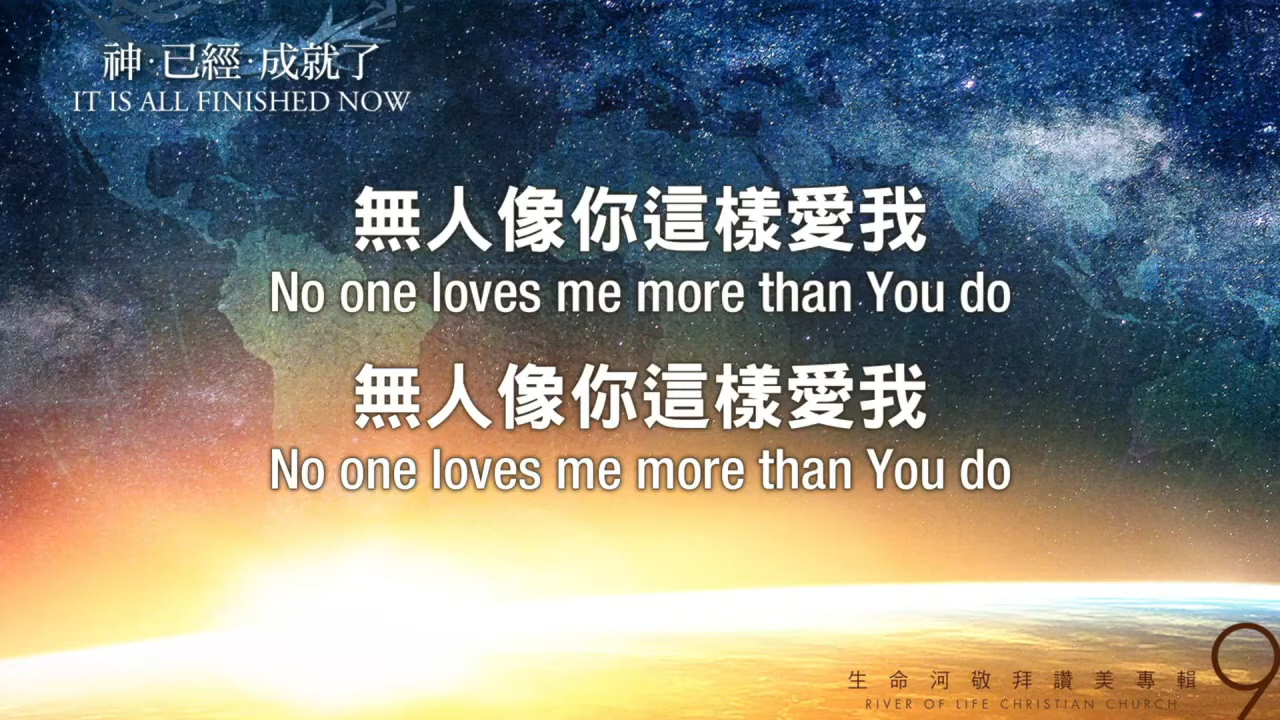 神·已經·成就了
IT IS ALL FINISHED NOW
無人像你這樣愛我
No one loves me more than You do
無人像你這樣愛我
No one loves me more than You do
生命河敬拜讚美專輯 9
RIVER OF LIFE CHRISTIAN CHURCH